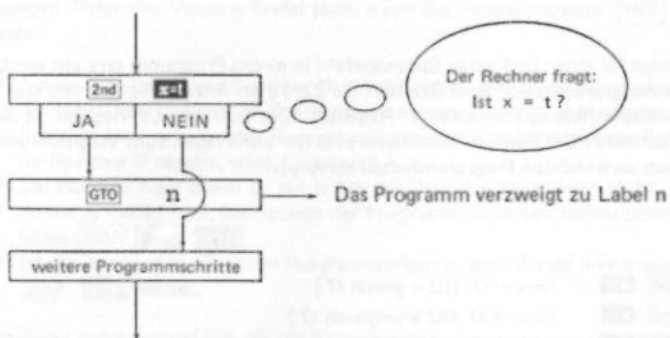 2nd x=t
JA NEIN
Der Rechner fragt:
Ist x = t ?
GTO n
Das Programm verzweigt zu Label n
weitere Programmschritte